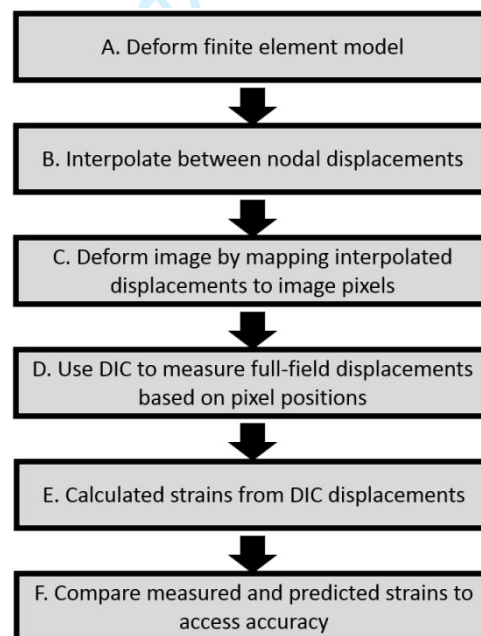 A. Deform finite element model
B. Interpolate between nodal displacements
C. Deform image by mapping interpolated
displacements to image pixels
D. Use DIC to measure full-field displacements
based on pixel positions
E. Calculated strains from DIC displacements
F. Compare measured and predicted strains to
access accuracy